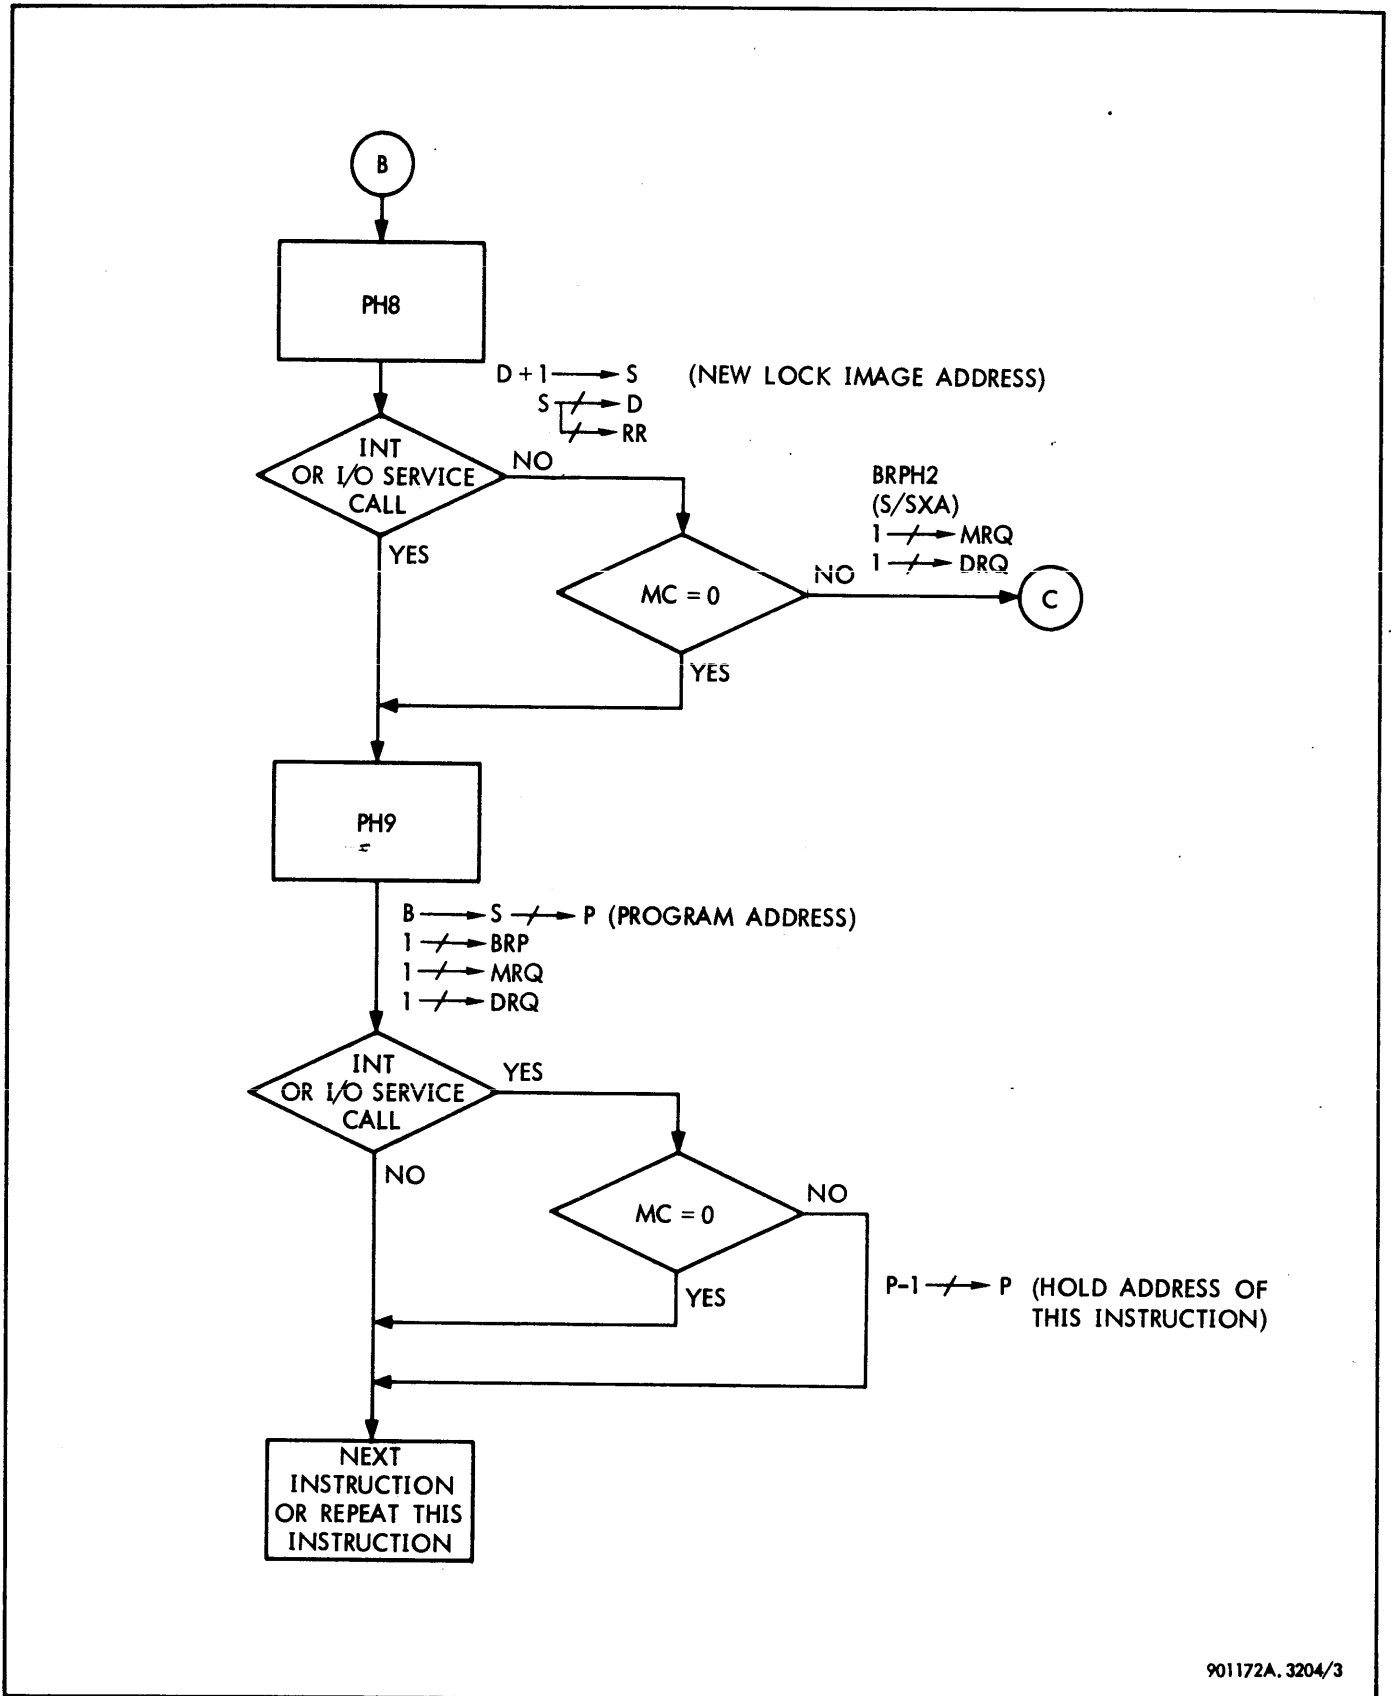 B
PH8
D + 1 → S (NEW LOCK IMAGE ADDRESS)
S → D
→ RR
INT
OR I/O SERVICE
CALL
NO
YES
BRPH2
(S/SXA)
1 → MRQ
1 → DRQ
MC = 0
NO
C
YES
PH9
B → S → P (PROGRAM ADDRESS)
1 → BRP
1 → MRQ
1 → DRQ
INT
OR I/O SERVICE
CALL
YES
NO
MC = 0
NO
YES
P-1 → P (HOLD ADDRESS OF
THIS INSTRUCTION)
NEXT
INSTRUCTION
OR REPEAT THIS
INSTRUCTION
901172A. 3204/3